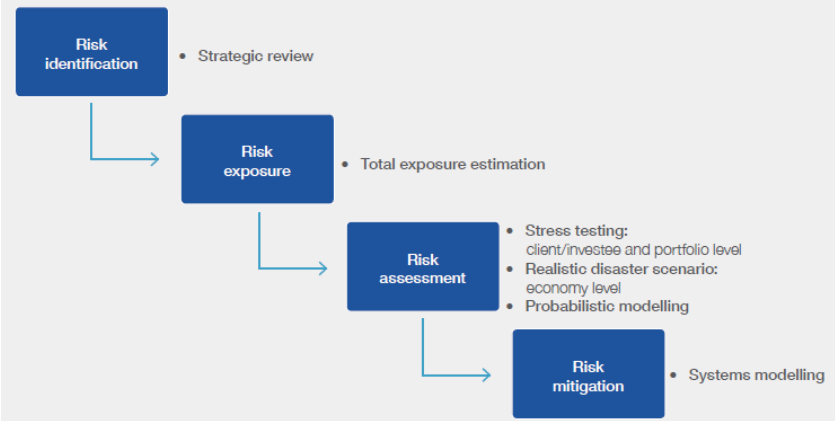 Risk
identification
• Strategic review
Risk
exposure
• Total exposure estimation
Risk
assessment
• Stress testing:
client/investee and portfolio level
• Realistic disaster scenario:
economy level
• Probabilistic modelling
Risk
mitigation
• Systems modelling